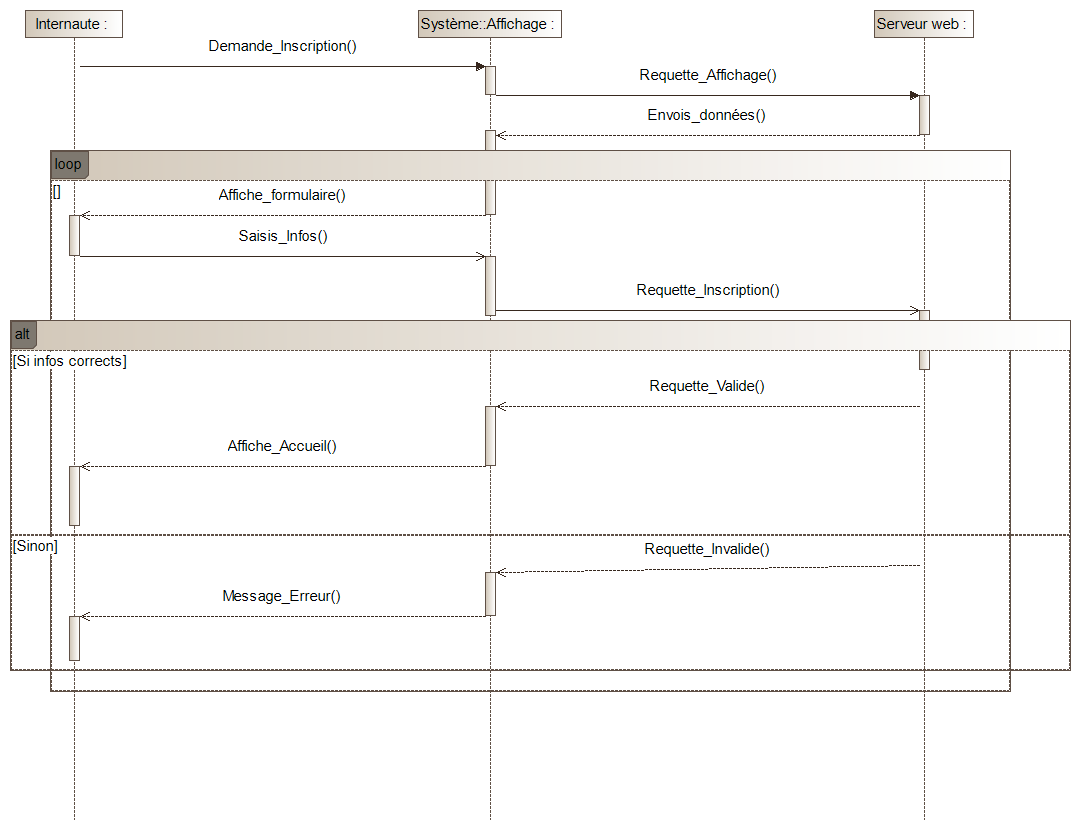 Internaute :
Système::Affichage :
Serveur web :
Demande_Inscription()
Requette_Affichage()
Envois_données()
loop
[]
Affiche_formulaire()
Saisis_Infos()
Requette_Inscription()
alt
[Si infos corrects]
Requette_Valide()
Affiche_Accueil()
[Sinon]
Requette_Invalide()
Message_Erreur()